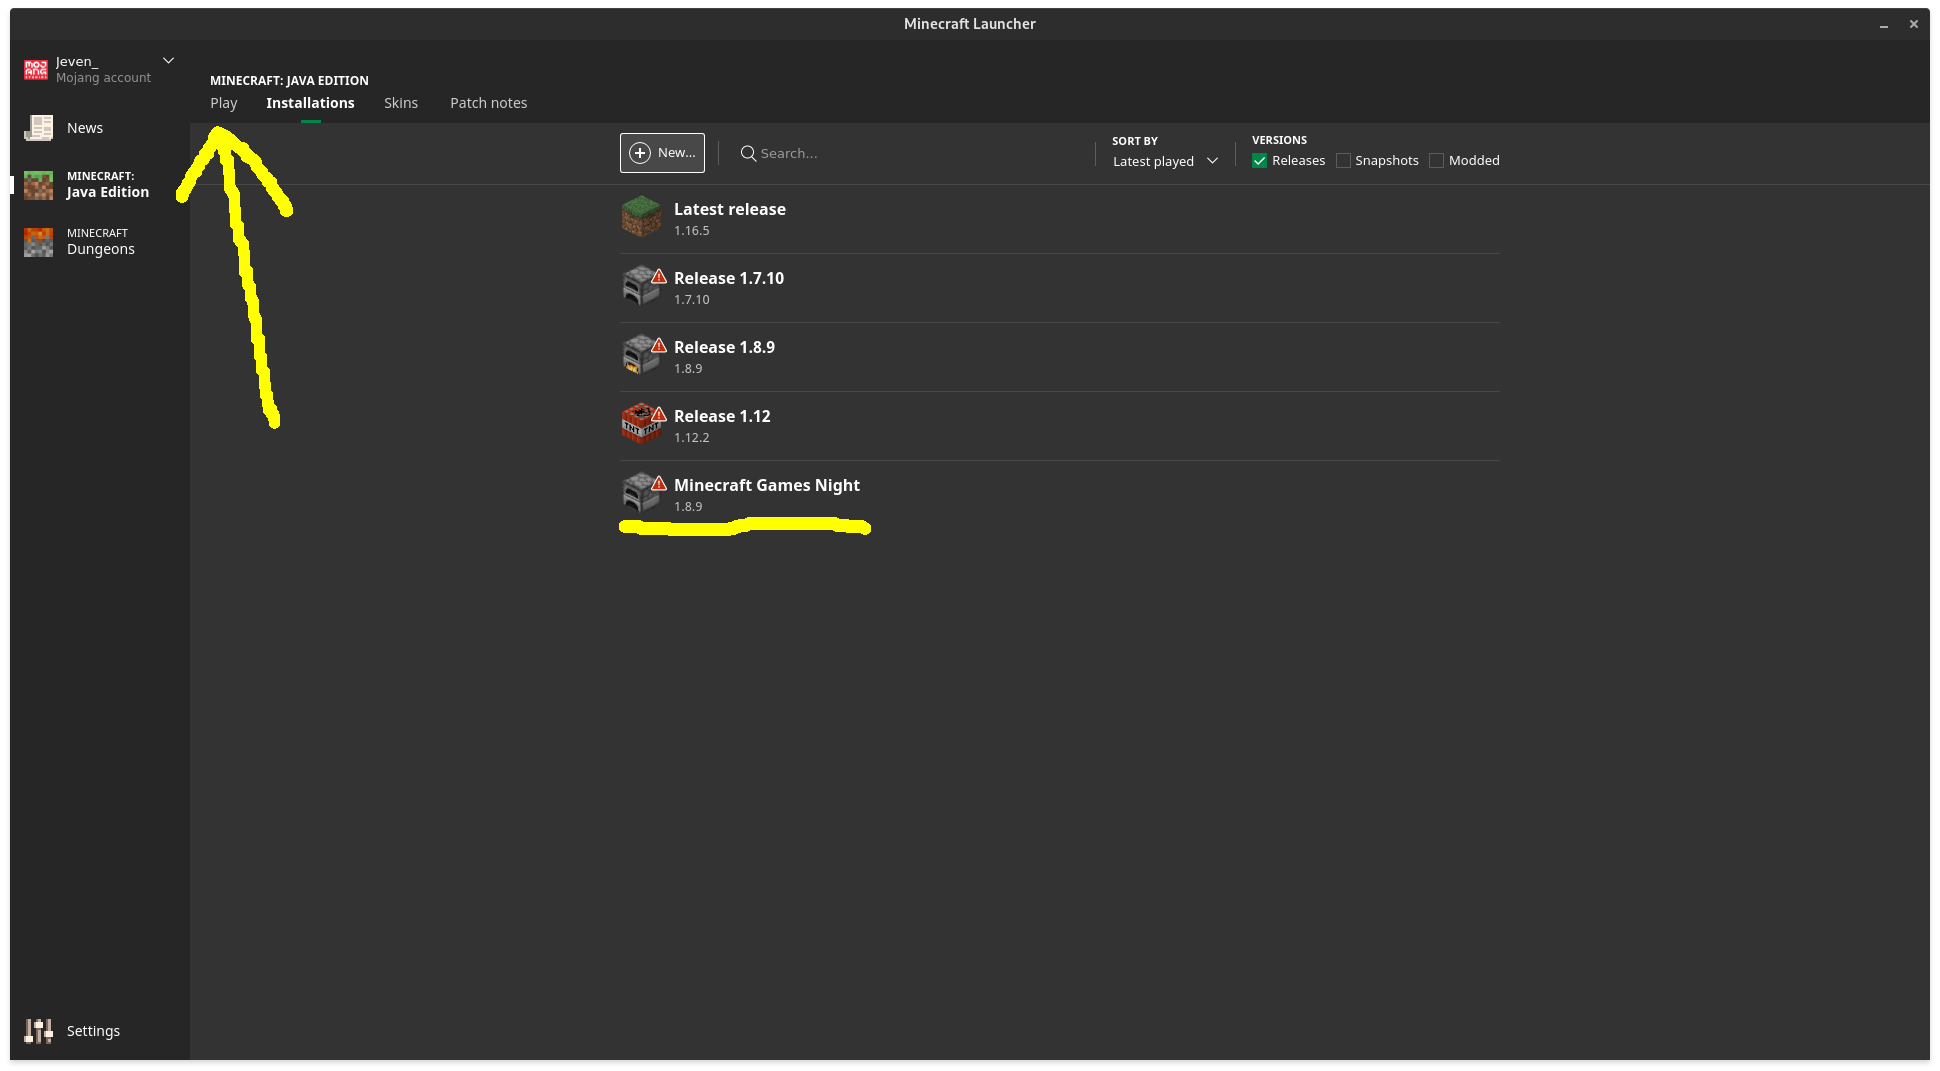 Minecraft Launcher
Jeven_
Mojang account
News
MINECRAFT:
Java Edition
MINECRAFT
Dungeons
Settings
MINECRAFT: JAVA EDITION
Play Installations Skins Patch notes
New... Search...
SORT BY
Latest played
VERSIONS
Releases Snapshots Modded
Latest release
1.16.5
Release 1.7.10
1.7.10
Release 1.8.9
1.8.9
Release 1.12
1.12.2
Minecraft Games Night
1.8.9